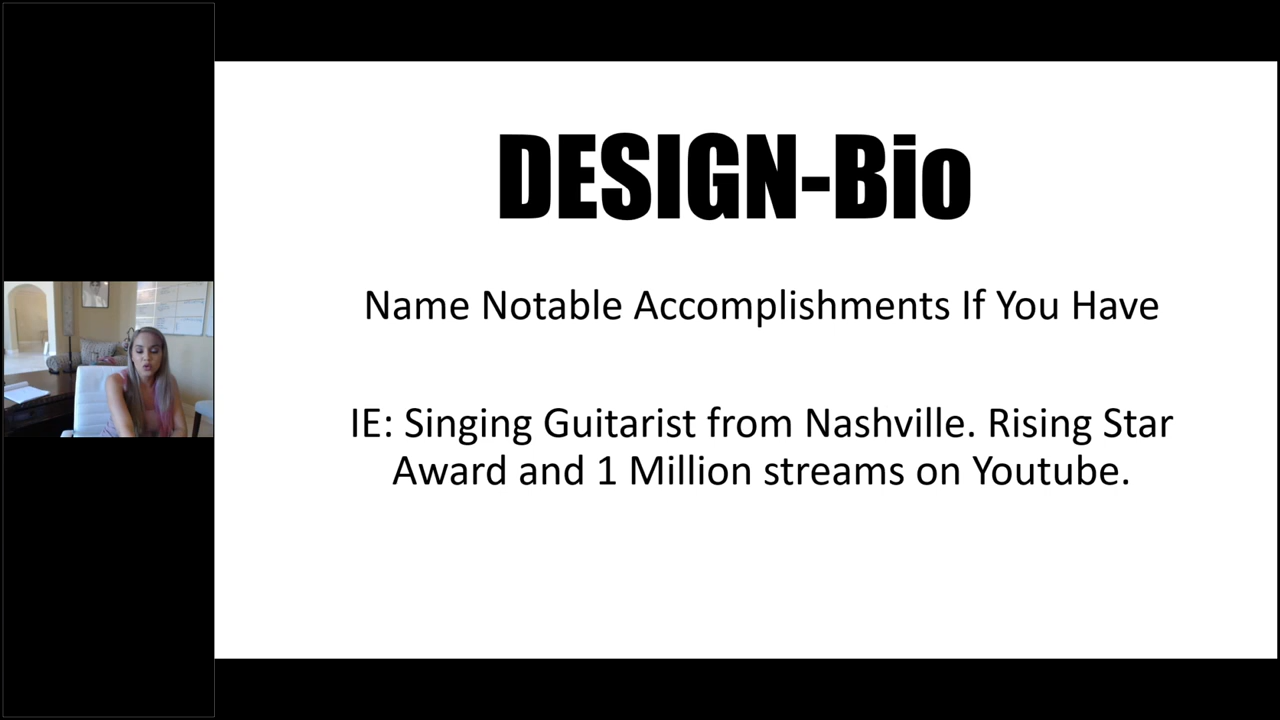 DESIGN-Bio
Name Notable Accomplishments If You Have
IE: Singing Guitarist from Nashville. Rising Star
Award and 1 Million streams on Youtube.